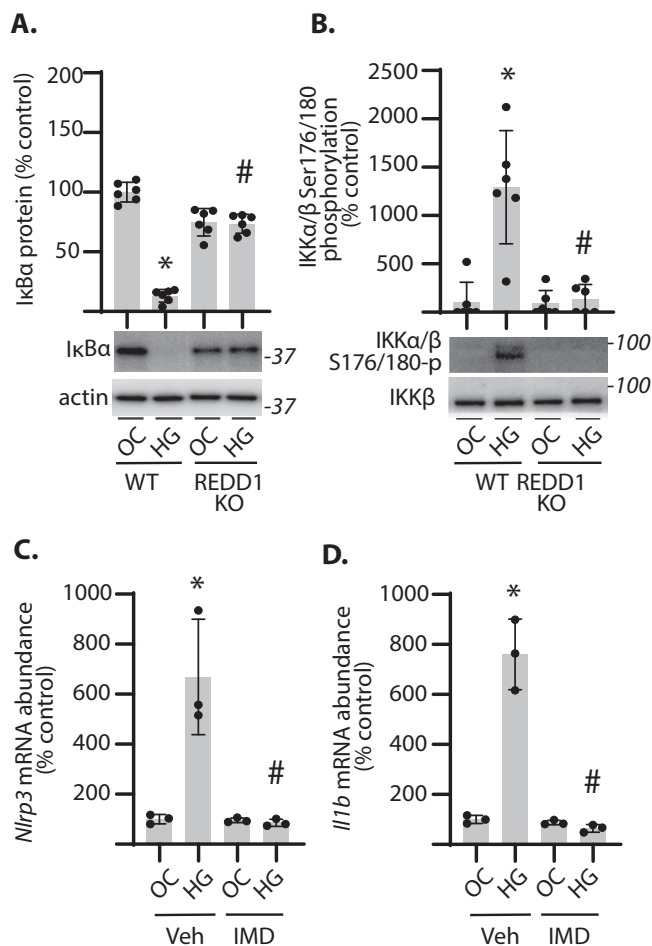 A.
IκBα protein (% control)
200
150
100
50
*
#
IκBα
-37
actin
-37
OC HG OC HG
WT REDD1
KO
B.
IKKα/β Ser176/180
phosphorylation
(% control)
2500
2000
1500
1000
500
0
*
#
IKKα/β
S176/180-p
-100
IKKβ
-100
OC HG OC HG
WT REDD1
KO
C.
Nlrp3 mRNA abundance
(% control)
1000
800
600
400
200
*
#
OC HG OC HG
Veh IMD
D.
Il1b mRNA abundance
(% control)
1000
800
600
400
200
*
#
OC HG OC HG
Veh IMD